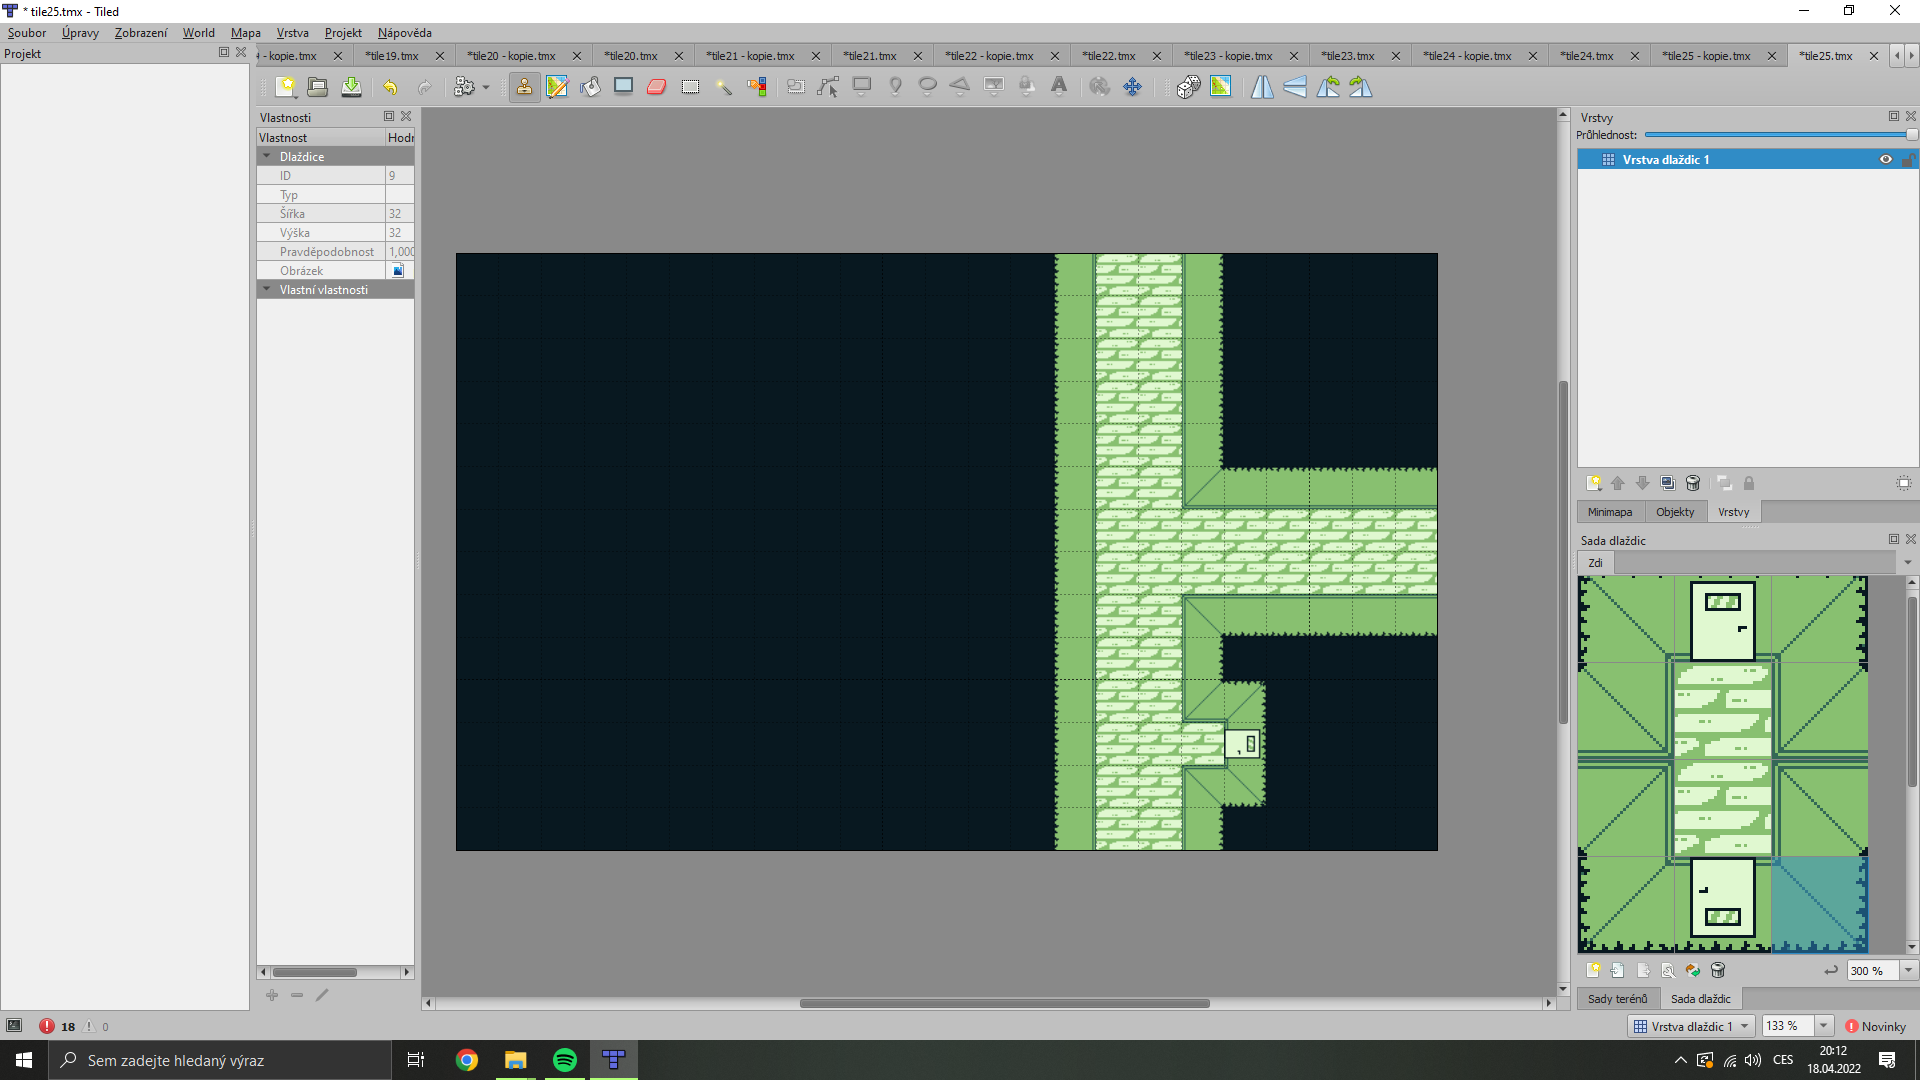 * tile25.tmx - Tiled
Soubor Úpravy Zobrazení World Mapa Vrstva Projekt Nápověda
Projekt
- kopie.tmx *tile19.tmx *tile20 - kopie.tmx *tile20.tmx *tile21 - kopie.tmx *tile21.tmx *tile22 - kopie.tmx *tile22.tmx *tile23 - kopie.tmx *tile23.tmx *tile24 - kopie.tmx *tile24.tmx *tile25 - kopie.tmx *tile25.tmx
Vlastnosti
Vlastnost Hodr
Dlaždice
ID 9
Typ
Šířka 32
Výška 32
Pravděpodobnost 1,000
Obrázek
Vlastní vlastnosti
Vrstvy
Průhlednost:
Vrstva dlaždic 1
Minimapa Objekty Vrstvy
Sada dlaždic
Zdi
300 %
Sady terénů Sada dlaždic
18 0
Vrstva dlaždic 1 133 % Novinky
Sem zadejte hledaný výraz
CES
20:12
18.04.2022